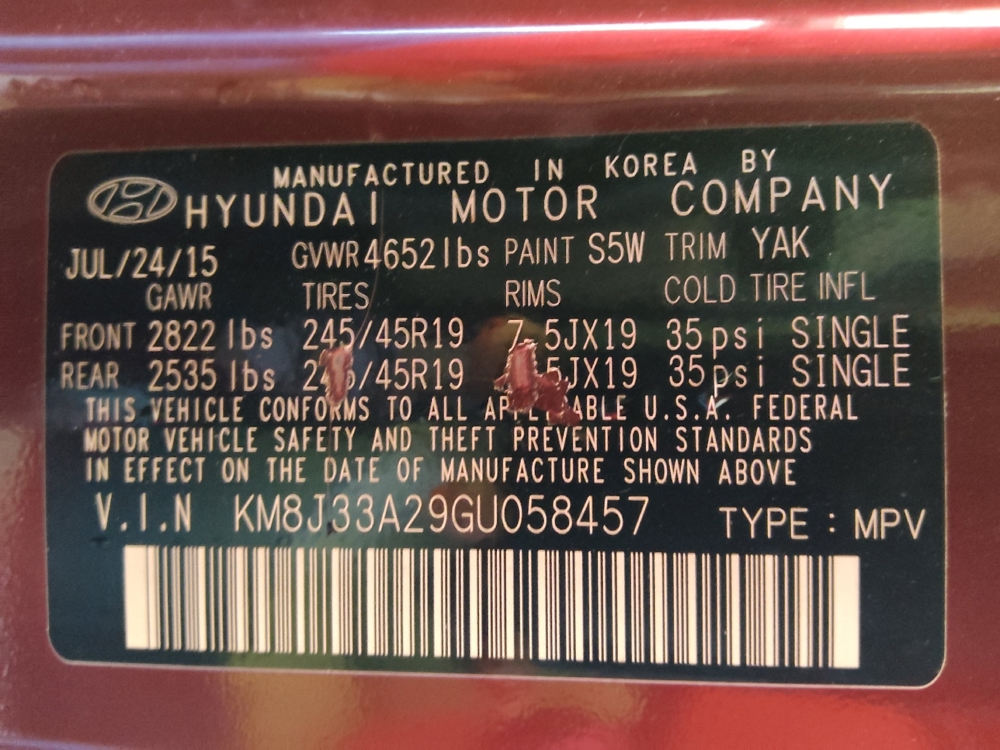 MANUFACTURED IN KOREA BY
HYUNDAI MOTOR COMPANY
JUL/24/15 GVWR 4652 lbs PAINT S5W TRIM YAK
GAWR TIRES RIMS COLD TIRE INFL
FRONT 2822 lbs 245/45R19 7.5JX19 35psi SINGLE
REAR 2535 lbs /45R19 5JX19 35psi SINGLE
THIS VEHICLE CONFORMS TO ALL U.S.A. FEDERAL
MOTOR VEHICLE SAFETY AND THEFT PREVENTION STANDARDS
IN EFFECT ON THE DATE OF MANUFACTURE SHOWN ABOVE
V.I.N KM8J33A29GU058457 TYPE : MPV